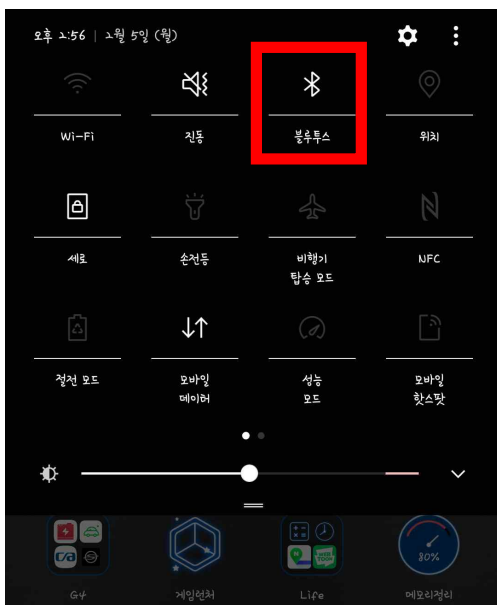 오후 2:56 | 2월 5일 (월)
Wi-Fi
진동
블루투스
위치
세로
손전등
비행기
탑승 모드
NFC
절전 모드
모바일
데이터
성능
모드
모바일
핫스팟
80%
G4
게임런처
Life
메모리정리